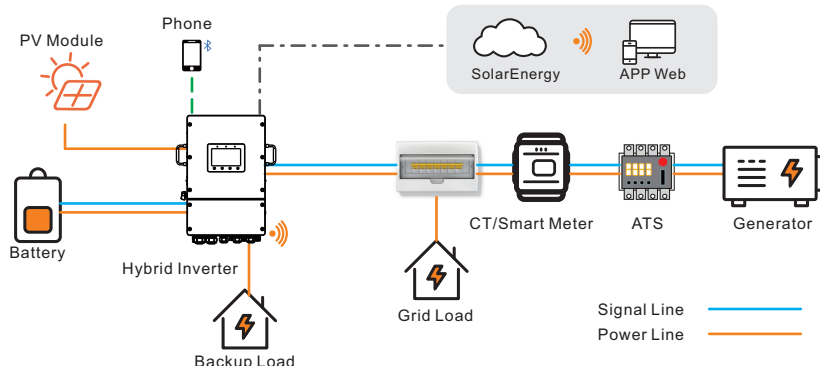 Phone
PV Module
SolarEnergy
APP Web
Battery
Hybrid Inverter
CT/Smart Meter
ATS
Generator
Grid Load
Backup Load
Signal Line
Power Line